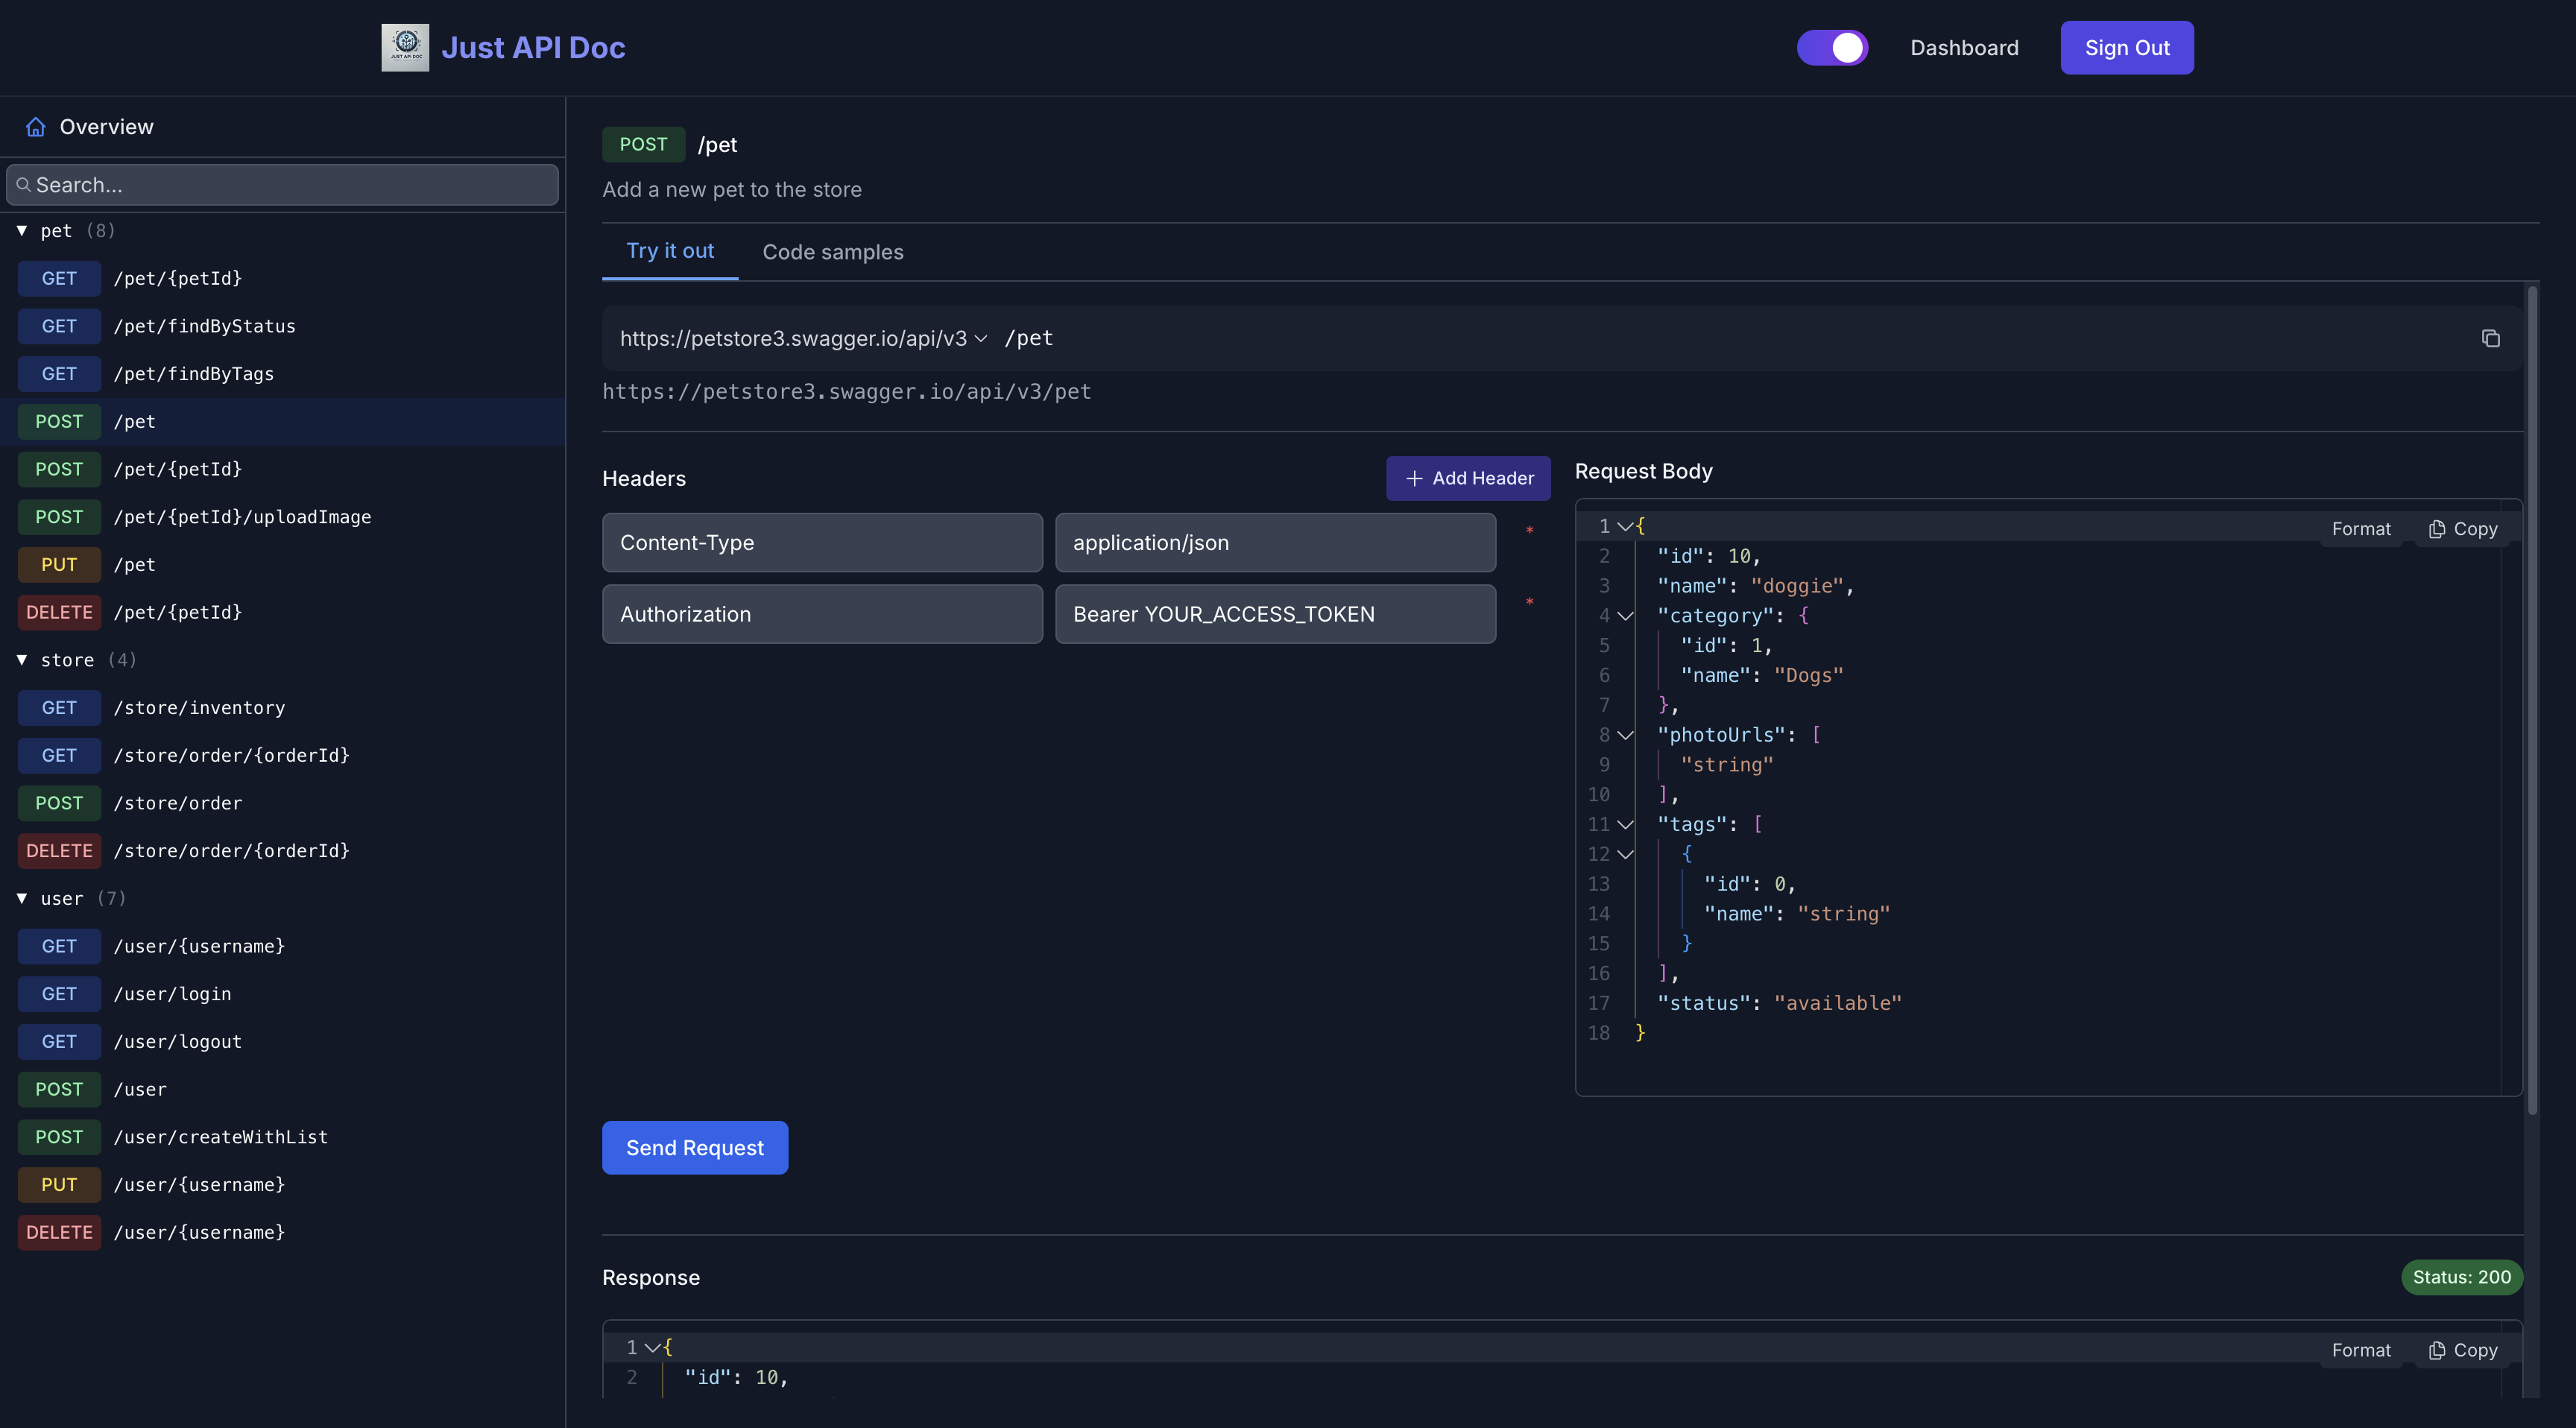 JUST API DOC
Just API Doc
Dashboard
Sign Out
Overview
Search...
▼ pet (8)
GET /pet/{petId}
GET /pet/findByStatus
GET /pet/findByTags
POST /pet
POST /pet/{petId}
POST /pet/{petId}/uploadImage
PUT /pet
DELETE /pet/{petId}
▼ store (4)
GET /store/inventory
GET /store/order/{orderId}
POST /store/order
DELETE /store/order/{orderId}
▼ user (7)
GET /user/{username}
GET /user/login
GET /user/logout
POST /user
POST /user/createWithList
PUT /user/{username}
DELETE /user/{username}
POST /pet
Add a new pet to the store
Try it out Code samples
https://petstore3.swagger.io/api/v3 /pet
https://petstore3.swagger.io/api/v3/pet
Headers
+ Add Header
Content-Type application/json *
Authorization Bearer YOUR_ACCESS_TOKEN *
Request Body
Format Copy
1 {
2 "id": 10,
3 "name": "doggie",
4 "category": {
5 "id": 1,
6 "name": "Dogs"
7 },
8 "photoUrls": [
9 "string"
10 ],
11 "tags": [
12 {
13 "id": 0,
14 "name": "string"
15 }
16 ],
17 "status": "available"
18 }
Send Request
Response
Status: 200
Format Copy
1 {
2 "id": 10,